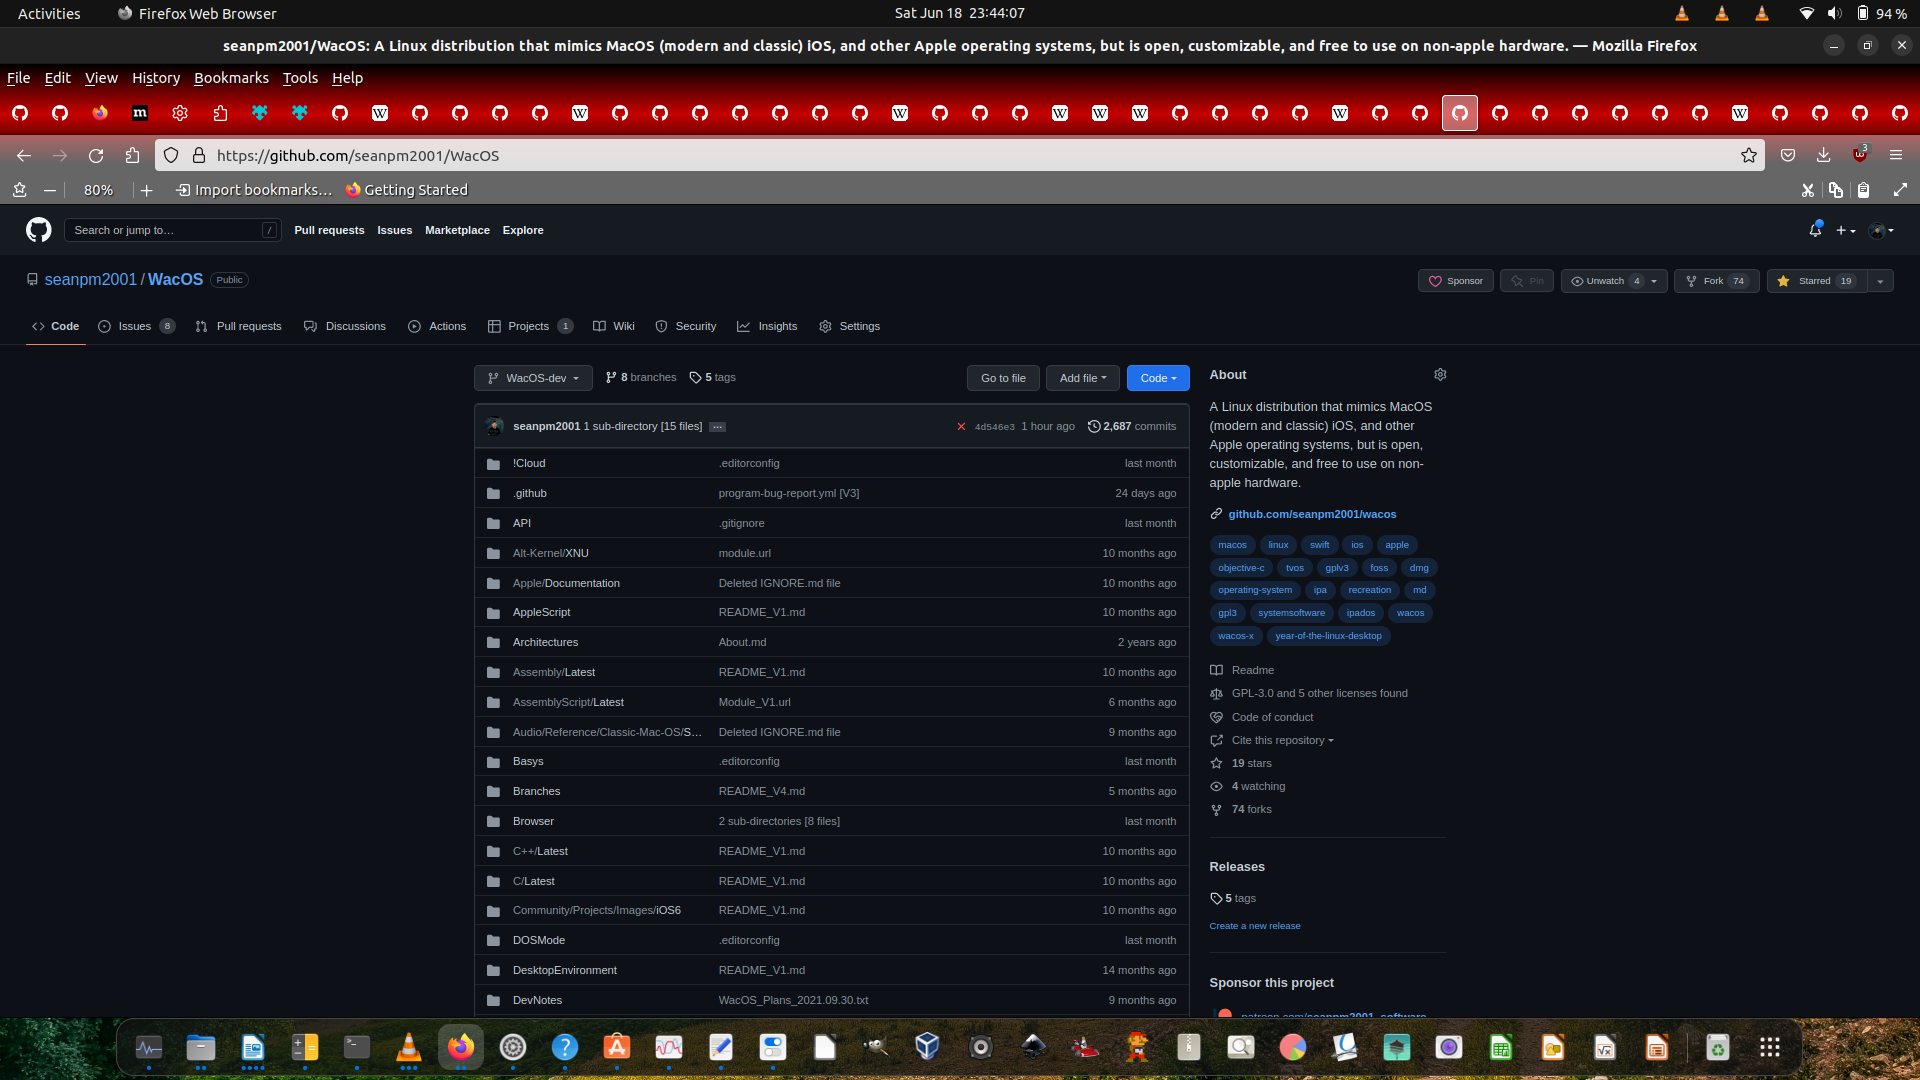 Activities Firefox Web Browser Sat Jun 18 23:44:07 94 %
seanpm2001/WacOS: A Linux distribution that mimics MacOS (modern and classic) iOS, and other Apple operating systems, but is open, customizable, and free to use on non-apple hardware. — Mozilla Firefox
File Edit View History Bookmarks Tools Help
https://github.com/seanpm2001/WacOS 3
80% Import bookmarks… Getting Started
Search or jump to… / Pull requests Issues Marketplace Explore
seanpm2001 / WacOS Public Sponsor Pin Unwatch 4 Fork 74 Starred 19
Code Issues 8 Pull requests Discussions Actions Projects 1 Wiki Security Insights Settings
WacOS-dev 8 branches 5 tags Go to file Add file Code
seanpm2001 1 sub-directory [15 files] ... 4d546e3 1 hour ago 2,687 commits
!Cloud .editorconfig last month
.github program-bug-report.yml [V3] 24 days ago
API .gitignore last month
Alt-Kernel/XNU module.url 10 months ago
Apple/Documentation Deleted IGNORE.md file 10 months ago
AppleScript README_V1.md 10 months ago
Architectures About.md 2 years ago
Assembly/Latest README_V1.md 10 months ago
AssemblyScript/Latest Module_V1.url 6 months ago
Audio/Reference/Classic-Mac-OS/S… Deleted IGNORE.md file 9 months ago
Basys .editorconfig last month
Branches README_V4.md 5 months ago
Browser 2 sub-directories [8 files] last month
C++/Latest README_V1.md 10 months ago
C/Latest README_V1.md 10 months ago
Community/Projects/Images/iOS6 README_V1.md 10 months ago
DOSMode .editorconfig last month
DesktopEnvironment README_V1.md 14 months ago
DevNotes WacOS_Plans_2021.09.30.txt 9 months ago
About
A Linux distribution that mimics MacOS
(modern and classic) iOS, and other
Apple operating systems, but is open,
customizable, and free to use on non-
apple hardware.
github.com/seanpm2001/wacos
macos linux swift ios apple
objective-c tvos gplv3 foss dmg
operating-system ipa recreation md
gpl3 systemsoftware ipados wacos
wacos-x year-of-the-linux-desktop
Readme
GPL-3.0 and 5 other licenses found
Code of conduct
Cite this repository
19 stars
4 watching
74 forks
Releases
5 tags
Create a new release
Sponsor this project
patreon.com/seanpm2001_software